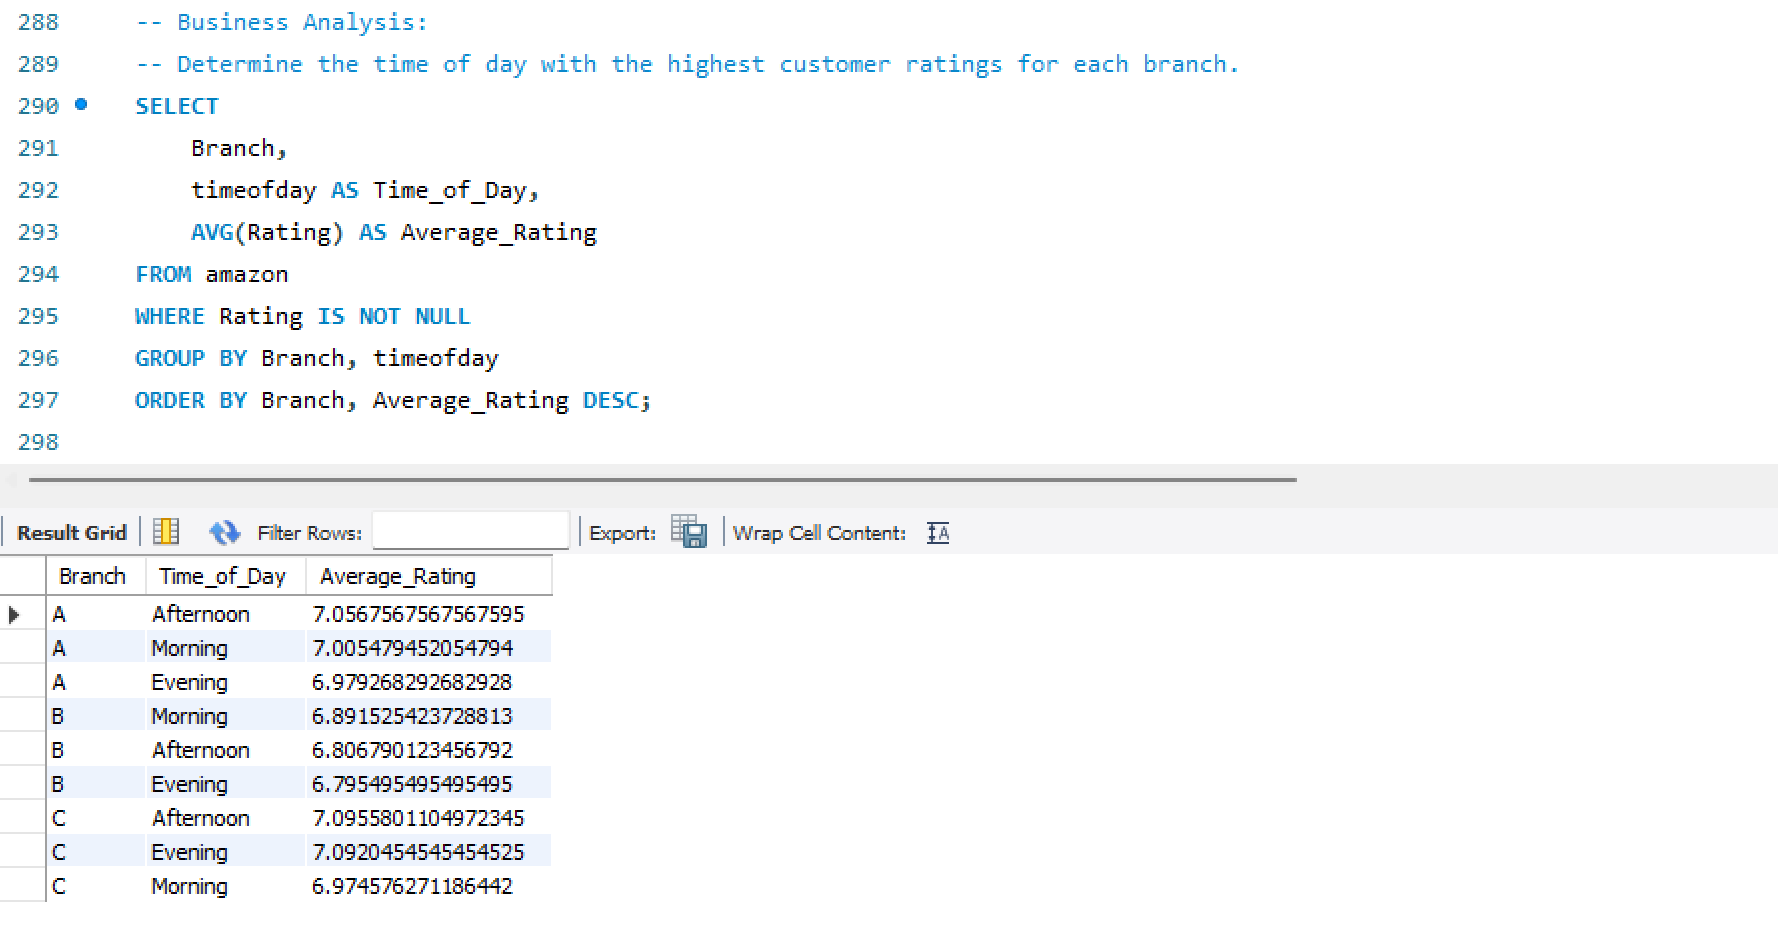 288 -- Business Analysis:
289 -- Determine the time of day with the highest customer ratings for each branch.
290 SELECT
291 Branch,
292 timeofday AS Time_of_Day,
293 AVG(Rating) AS Average_Rating
294 FROM amazon
295 WHERE Rating IS NOT NULL
296 GROUP BY Branch, timeofday
297 ORDER BY Branch, Average_Rating DESC;
298
Result Grid Filter Rows: Export: Wrap Cell Content: A
Branch Time_of_Day Average_Rating
A Afternoon 7.0567567567567595
A Morning 7.005479452054794
A Evening 6.979268292682928
B Morning 6.891525423728813
B Afternoon 6.806790123456792
B Evening 6.795495495495495
C Afternoon 7.0955801104972345
C Evening 7.0920454545454525
C Morning 6.974576271186442